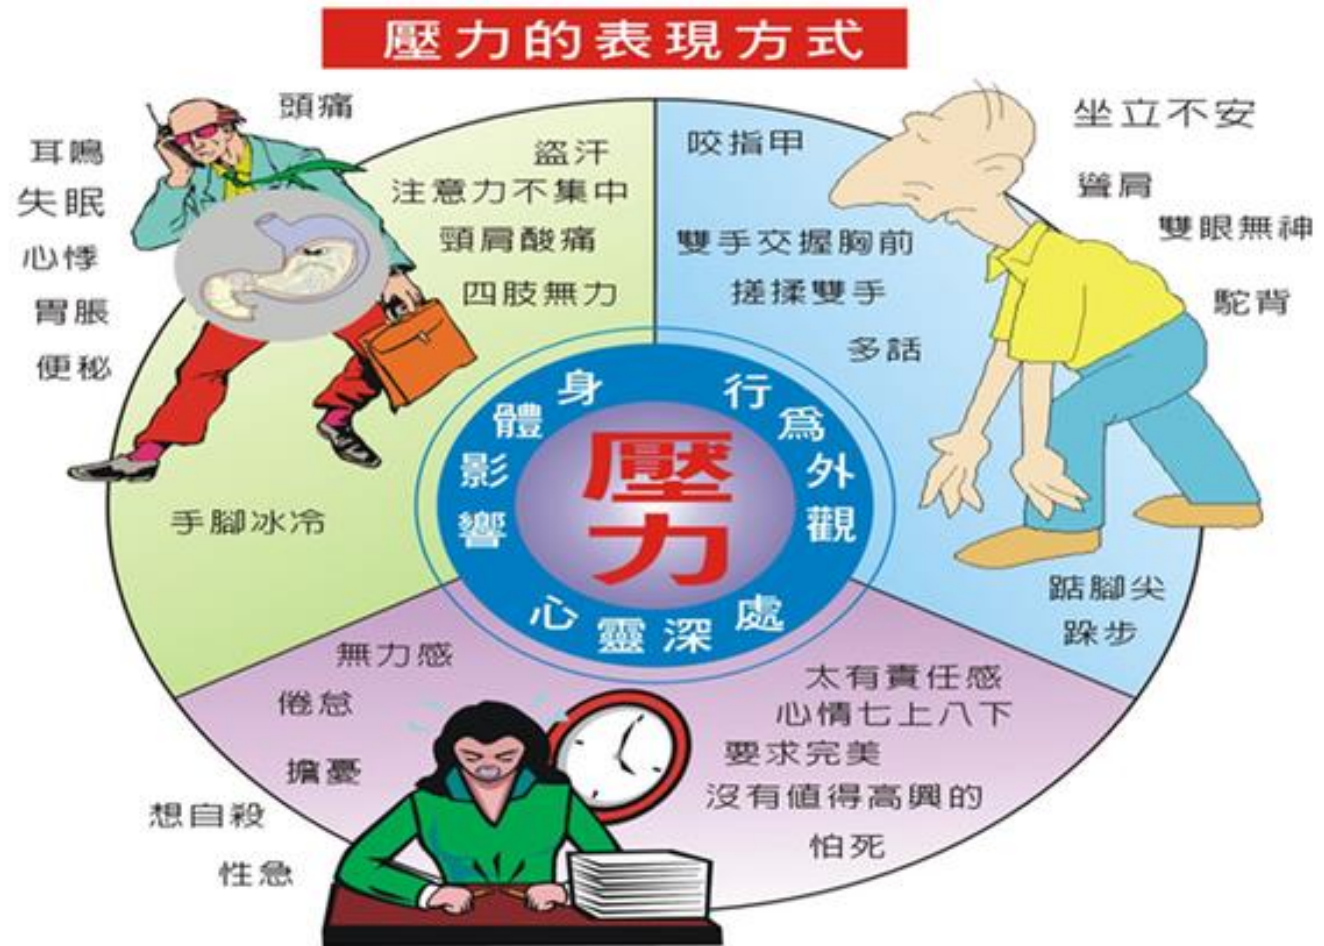 壓力的表現方式
頭痛
耳鳴
失眠
心悸
胃脹
便秘
盜汗
注意力不集中
頸肩酸痛
四肢無力
手腳冰冷
咬指甲
雙手交握胸前
搓揉雙手
多話
坐立不安
聳肩
雙眼無神
駝背
踮腳尖
跺步
身體影響
行為外觀
心靈深處
壓力
無力感
倦怠
擔憂
想自殺
性急
太有責任感
心情七上八下
要求完美
沒有值得高興的
怕死